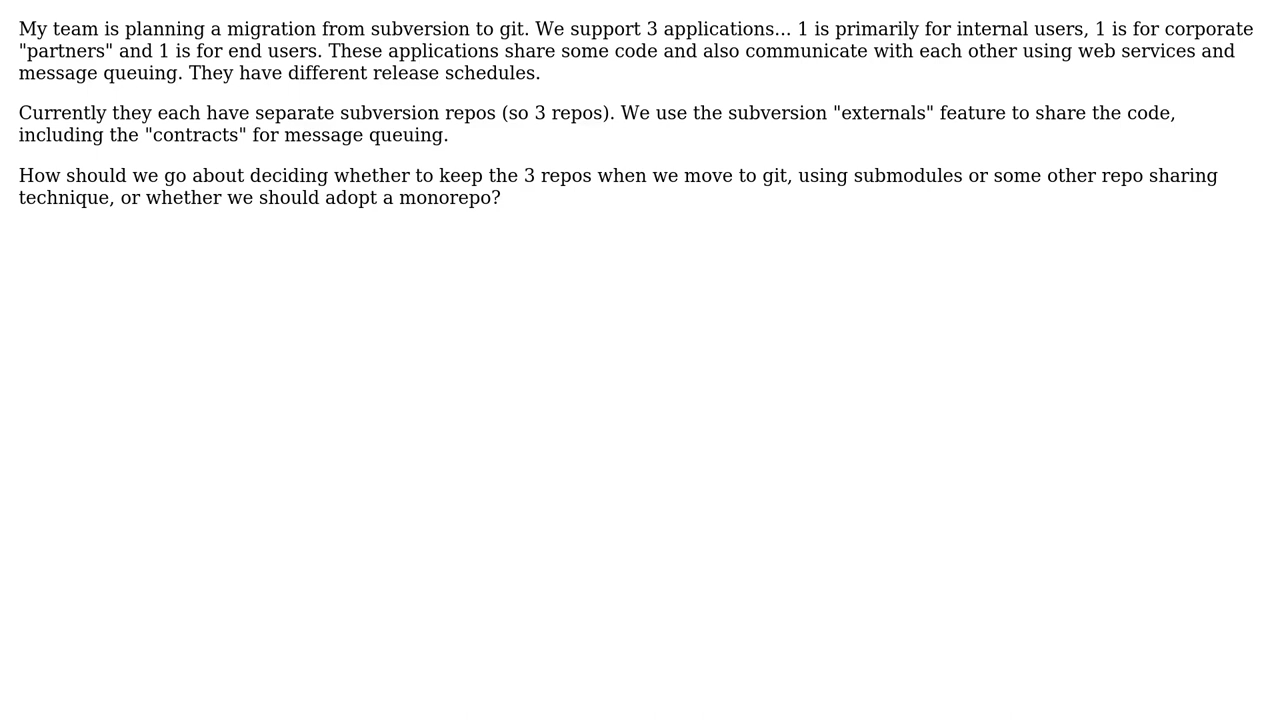 My team is planning a migration from subversion to git. We support 3 applications... 1 is primarily for internal users, 1 is for corporate
"partners" and 1 is for end users. These applications share some code and also communicate with each other using web services and
message queuing. They have different release schedules.
Currently they each have separate subversion repos (so 3 repos). We use the subversion "externals" feature to share the code,
including the "contracts" for message queuing.
How should we go about deciding whether to keep the 3 repos when we move to git, using submodules or some other repo sharing
technique, or whether we should adopt a monorepo?